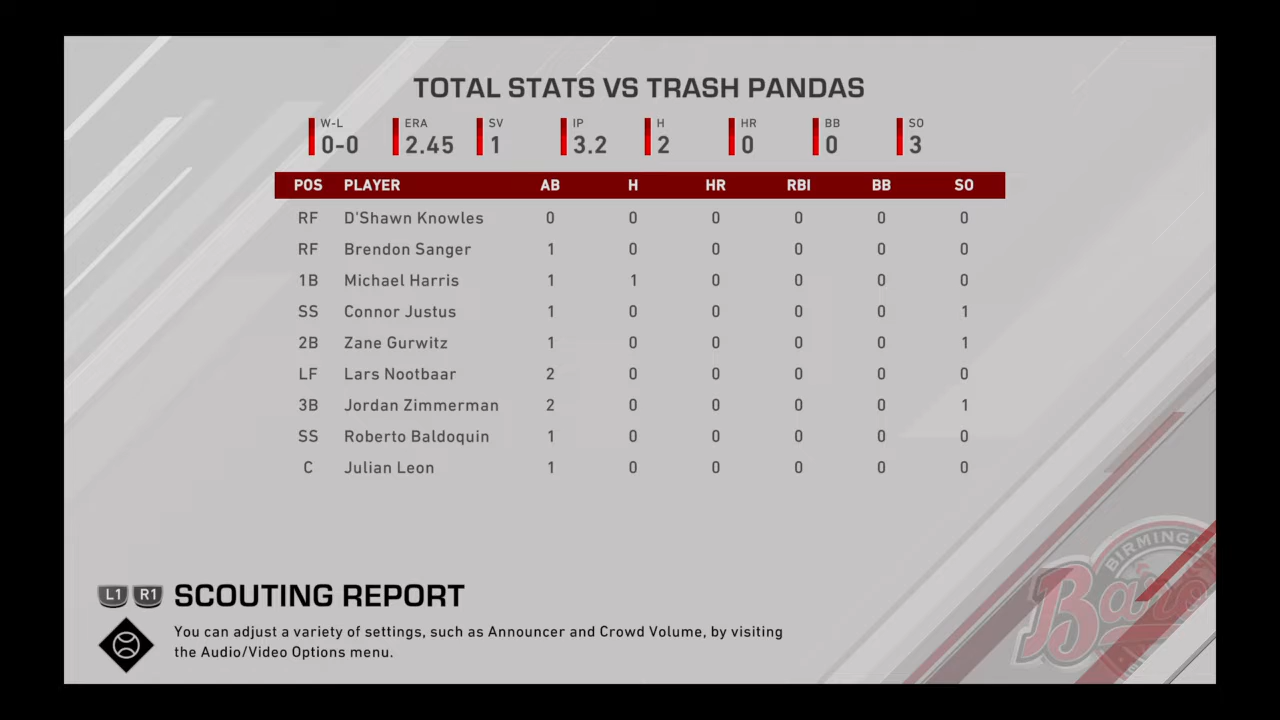 TOTAL STATS VS TRASH PANDAS
W-L ERA SV IP H HR BB SO
0-0 2.45 1 3.2 2 0 0 3
POS PLAYER AB H HR RBI BB SO
RF D'Shawn Knowles 0 0 0 0 0 0
RF Brendon Sanger 1 0 0 0 0 0
1B Michael Harris 1 1 0 0 0 0
SS Connor Justus 1 0 0 0 0 1
2B Zane Gurwitz 1 0 0 0 0 1
LF Lars Nootbaar 2 0 0 0 0 0
3B Jordan Zimmerman 2 0 0 0 0 1
SS Roberto Baldoquin 1 0 0 0 0 0
C Julian Leon 1 0 0 0 0 0
L1 R1 SCOUTING REPORT
You can adjust a variety of settings, such as Announcer and Crowd Volume, by visiting
the Audio/Video Options menu.